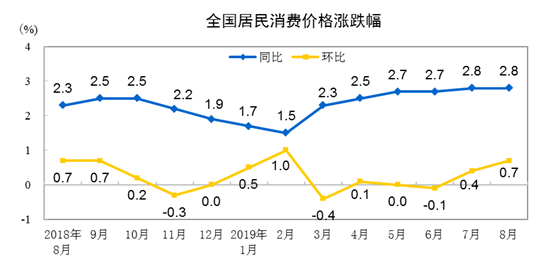 全国居民消费价格涨跌幅
(%)
同比 环比
4
3
2
1
0
-1
2.3 2.5 2.5 2.2 1.9 1.7 1.5 2.3 2.5 2.7 2.7 2.8 2.8
0.7 0.7 0.2 -0.3 0.0 0.5 1.0 -0.4 0.1 0.0 -0.1 0.4 0.7
2018年 9月 10月 11月 12月 2019年 2月 3月 4月 5月 6月 7月 8月
8月 1月